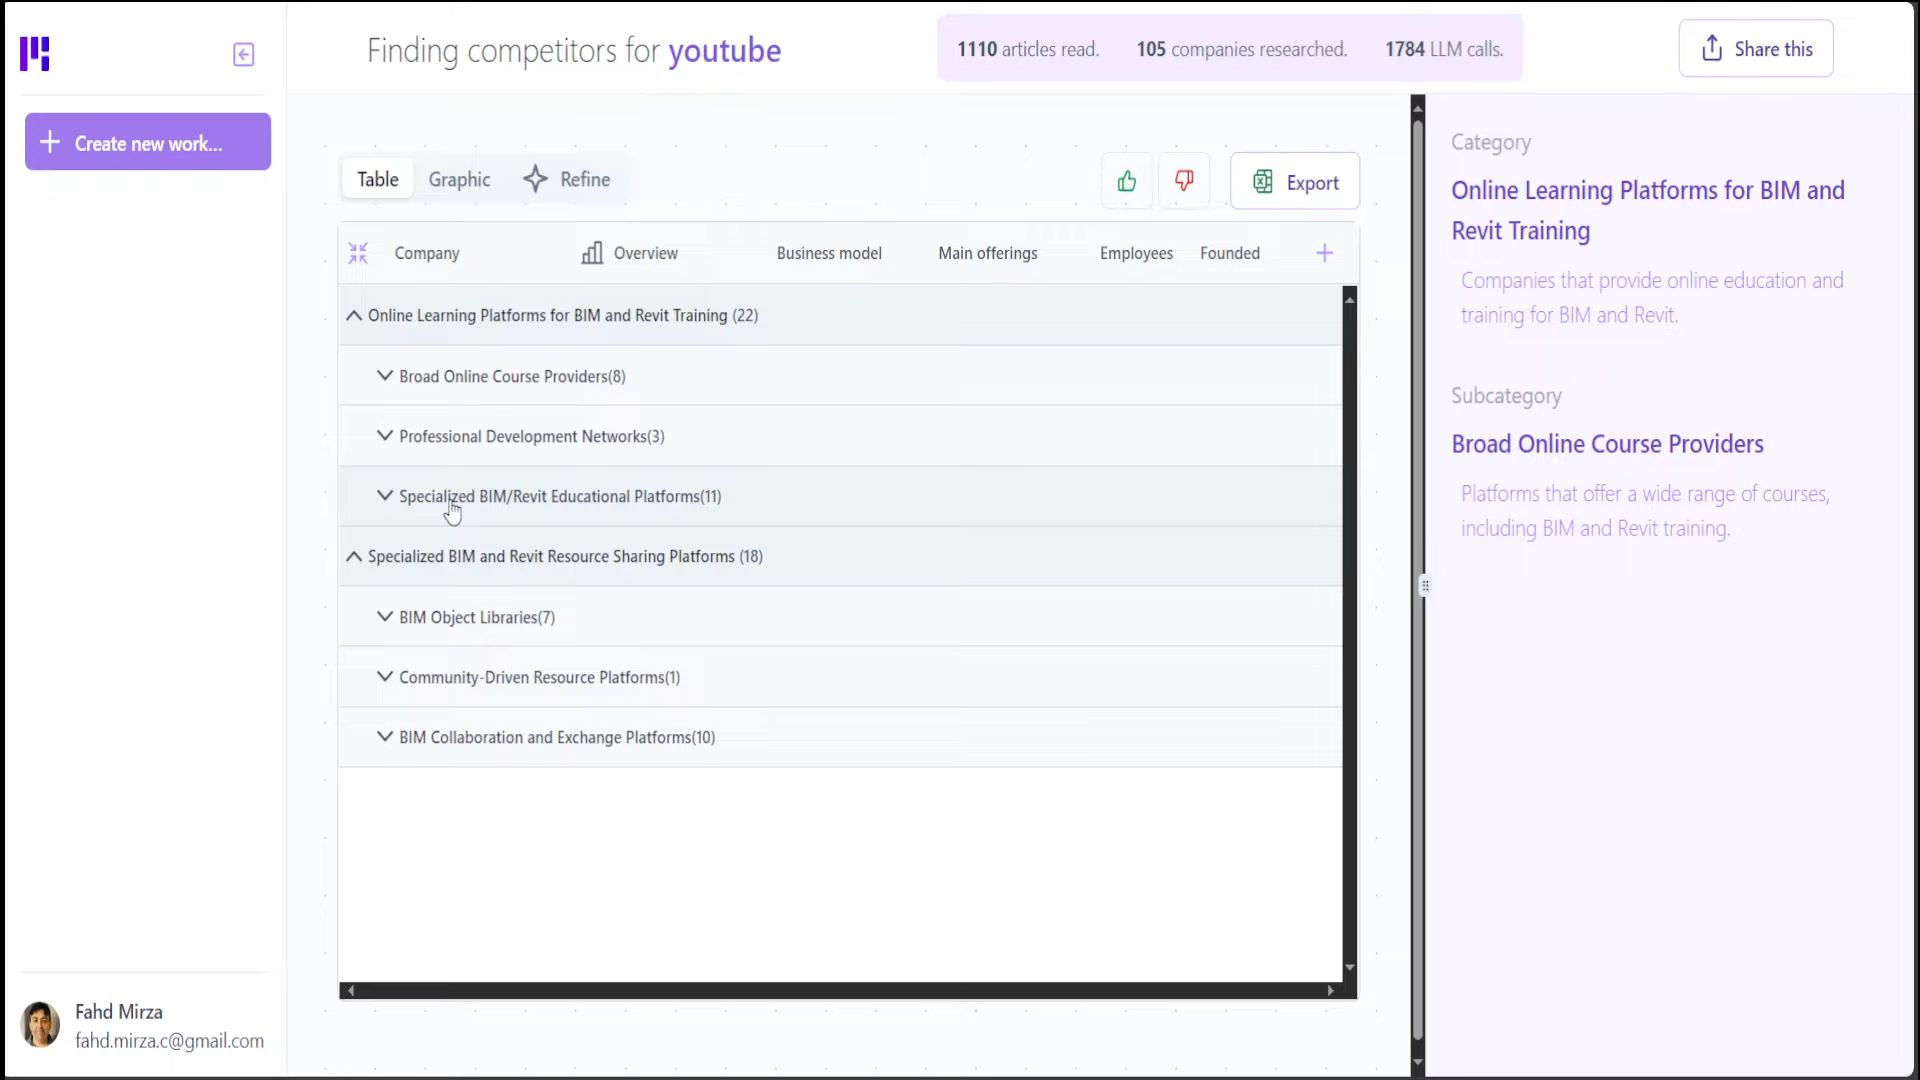 Finding competitors for youtube
1110 articles read. 105 companies researched. 1784 LLM calls.
Share this
Create new work...
Table Graphic Refine
Export
Company Overview Business model Main offerings Employees Founded
Online Learning Platforms for BIM and Revit Training (22)
Broad Online Course Providers(8)
Professional Development Networks(3)
Specialized BIM/Revit Educational Platforms(11)
Specialized BIM and Revit Resource Sharing Platforms (18)
BIM Object Libraries(7)
Community-Driven Resource Platforms(1)
BIM Collaboration and Exchange Platforms(10)
Category
Online Learning Platforms for BIM and
Revit Training
Companies that provide online education and
training for BIM and Revit.
Subcategory
Broad Online Course Providers
Platforms that offer a wide range of courses,
including BIM and Revit training.
Fahd Mirza
fahd.mirza.c@gmail.com